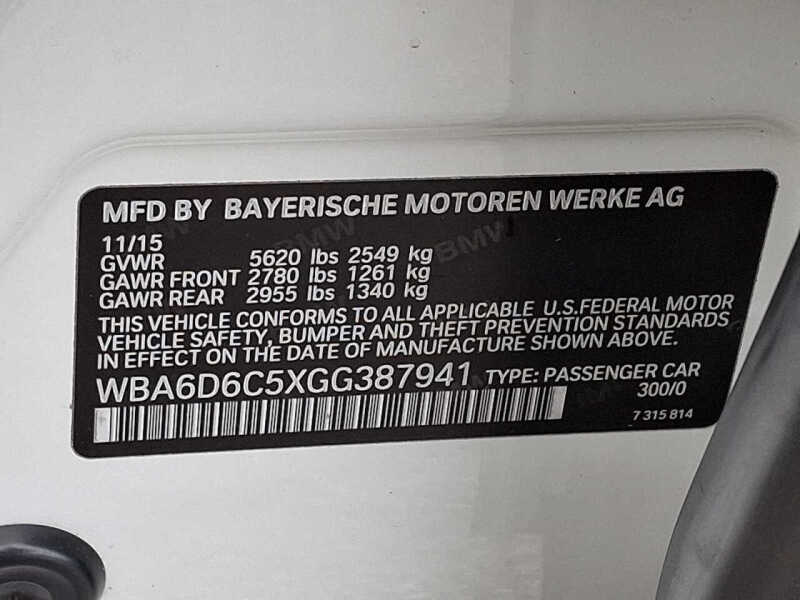 MFD BY BAYERISCHE MOTOREN WERKE AG
11/15
GVWR 5620 lbs 2549 kg
GAWR FRONT 2780 lbs 1261 kg
GAWR REAR 2955 lbs 1340 kg
THIS VEHICLE CONFORMS TO ALL APPLICABLE U.S.FEDERAL MOTOR
VEHICLE SAFETY, BUMPER AND THEFT PREVENTION STANDARDS
IN EFFECT ON THE DATE OF MANUFACTURE SHOWN ABOVE.
WBA6D6C5XGG387941 TYPE: PASSENGER CAR
300/0
7 315 814